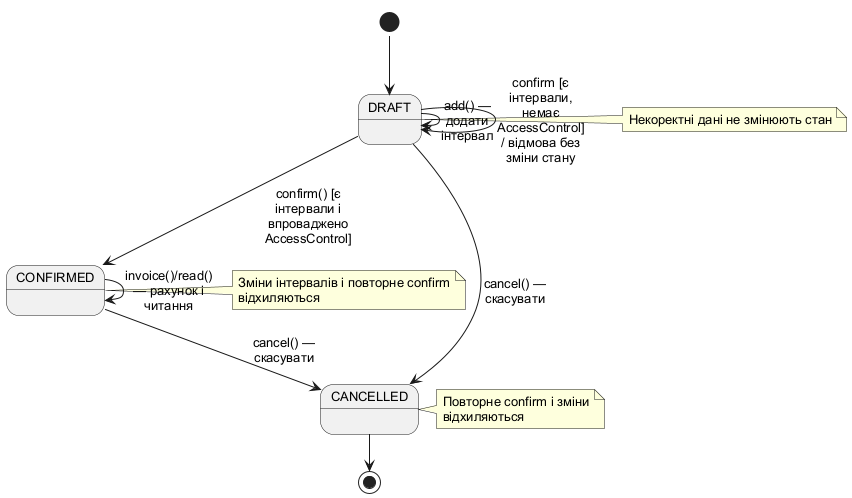 DRAFT
add() —
додати
інтервал
confirm [є
інтервали,
немає
AccessControl]
/ відмова без
зміни стану
Некоректні дані не змінюють стан
confirm() [є
інтервали і
впроваджено
AccessControl]
CONFIRMED
invoice()/read()
— рахунок і
читання
Зміни інтервалів і повторне confirm
відхиляються
cancel() —
скасувати
cancel() —
скасувати
CANCELLED
Повторне confirm і зміни
відхиляються